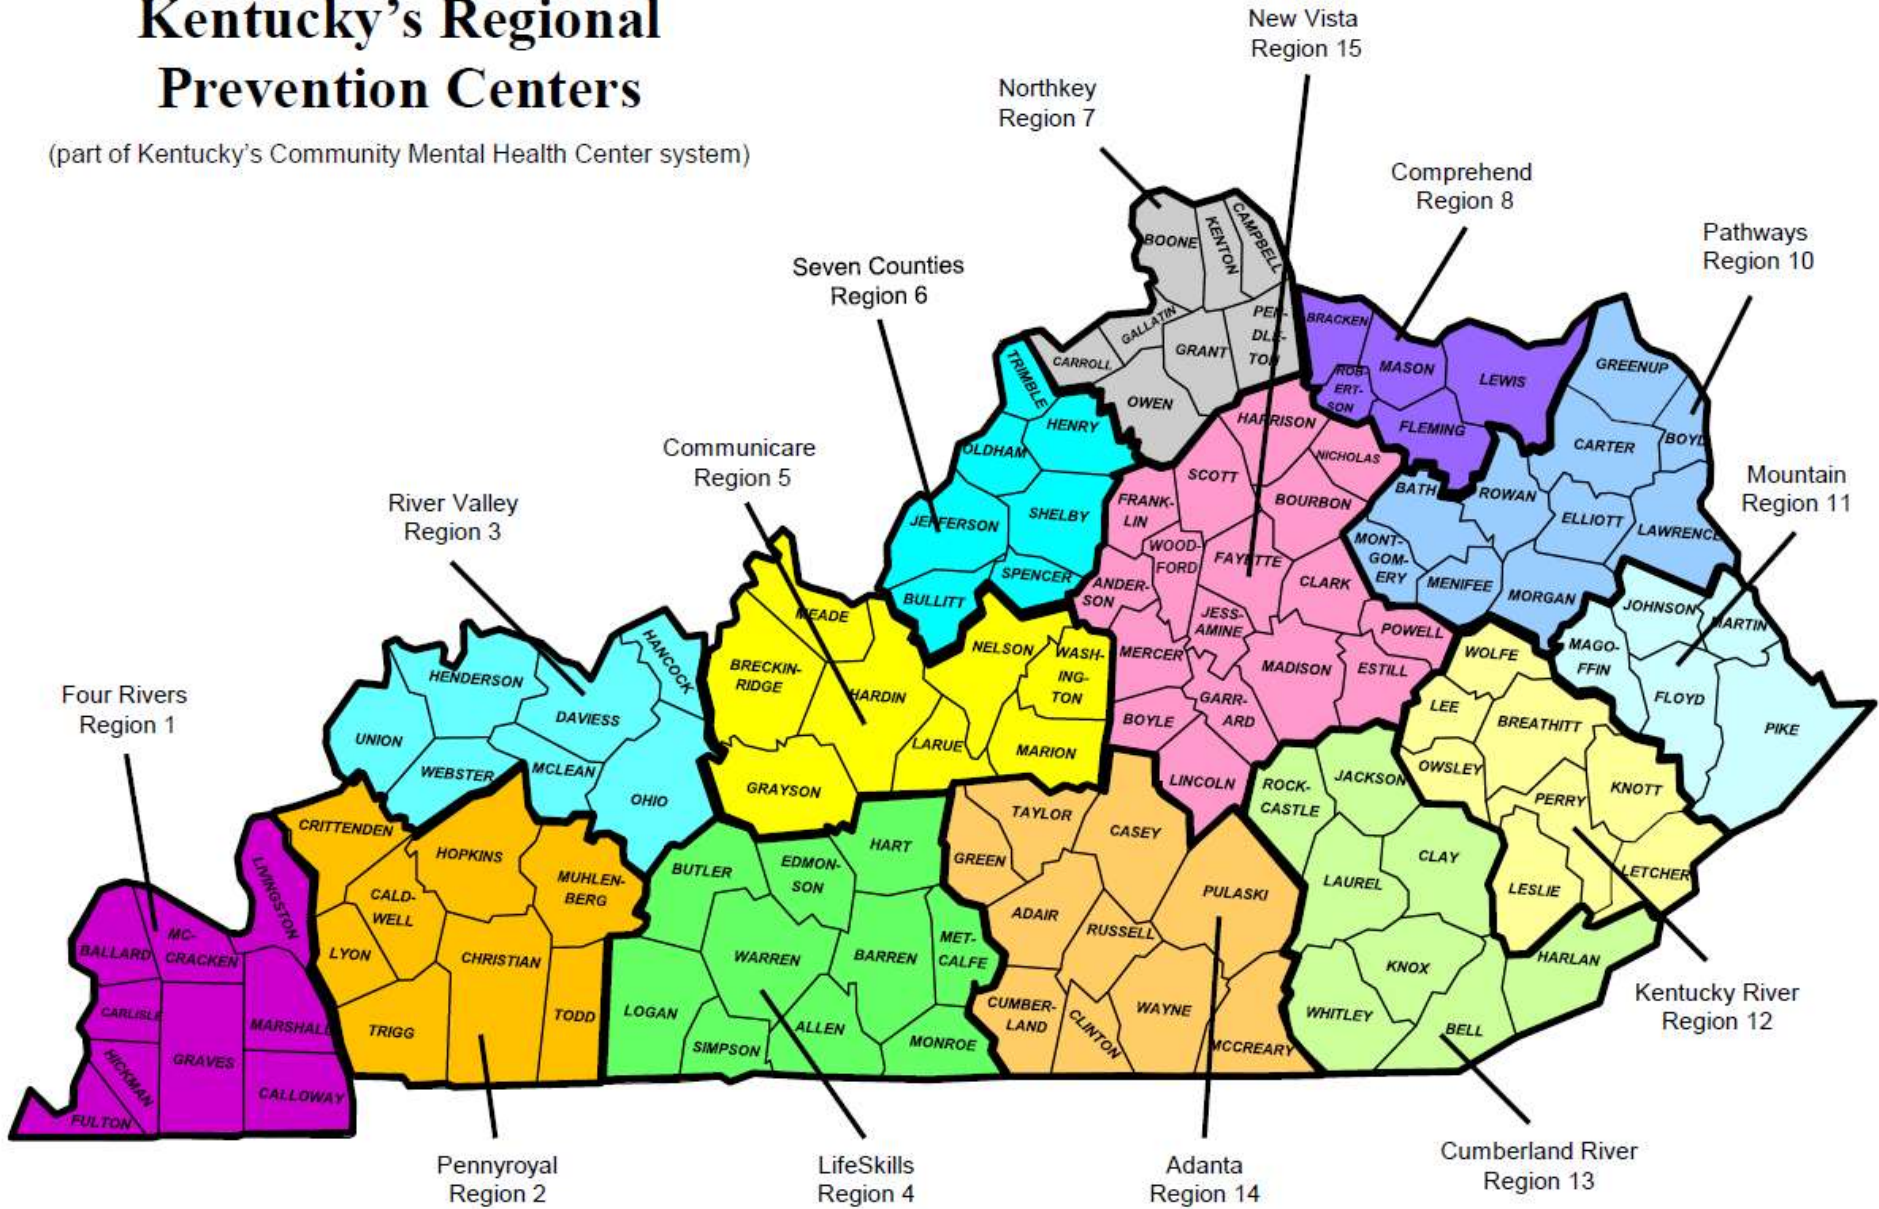 Kentucky's Regional
Prevention Centers
(part of Kentucky's Community Mental Health Center system)
New Vista
Region 15
Northkey
Region 7
Comprehend
Region 8
Pathways
Region 10
Seven Counties
Region 6
Communicare
Region 5
River Valley
Region 3
Mountain
Region 11
Four Rivers
Region 1
Kentucky River
Region 12
Pennyroyal
Region 2
LifeSkills
Region 4
Adanta
Region 14
Cumberland River
Region 13
BOONE
KENTON
CAMPBELL
GALLATIN
CARROLL
GRANT
PEN-
DLE-
TON
OWEN
BRACKEN
MASON
LEWIS
ROB-
ERT-
SON
FLEMING
GREENUP
CARTER
BOYD
BATH
ROWAN
ELLIOTT
LAWRENCE
MONT-
GOM-
ERY
MENIFEE
MORGAN
TRIMBLE
HENRY
OLDHAM
JEFFERSON
SHELBY
SPENCER
BULLITT
HARRISON
NICHOLAS
SCOTT
BOURBON
FRANK-
LIN
WOOD-
FORD
FAYETTE
CLARK
ANDER-
SON
JESS-
AMINE
POWELL
MERCER
MADISON
ESTILL
GARR-
ARD
BOYLE
LINCOLN
JOHNSON
MARTIN
MAGO-
FFIN
FLOYD
PIKE
WOLFE
LEE
BREATHITT
OWSLEY
PERRY
KNOTT
LESLIE
LETCHER
MEADE
BRECKIN-
RIDGE
HARDIN
NELSON
WASH-
ING-
TON
LARUE
MARION
GRAYSON
HANCOCK
HENDERSON
DAVIESS
UNION
WEBSTER
MCLEAN
OHIO
CRITTENDEN
HOPKINS
MUHLEN-
BERG
CALD-
WELL
LYON
CHRISTIAN
TRIGG
TODD
LIVINGSTON
BALLARD
MC-
CRACKEN
CARLISLE
MARSHALL
HICKMAN
GRAVES
CALLOWAY
FULTON
BUTLER
EDMON-
SON
HART
WARREN
BARREN
MET-
CALFE
LOGAN
SIMPSON
ALLEN
MONROE
TAYLOR
CASEY
GREEN
ADAIR
RUSSELL
PULASKI
CUMBER-
LAND
CLINTON
WAYNE
MCCREARY
ROCK-
CASTLE
JACKSON
LAUREL
CLAY
KNOX
HARLAN
WHITLEY
BELL